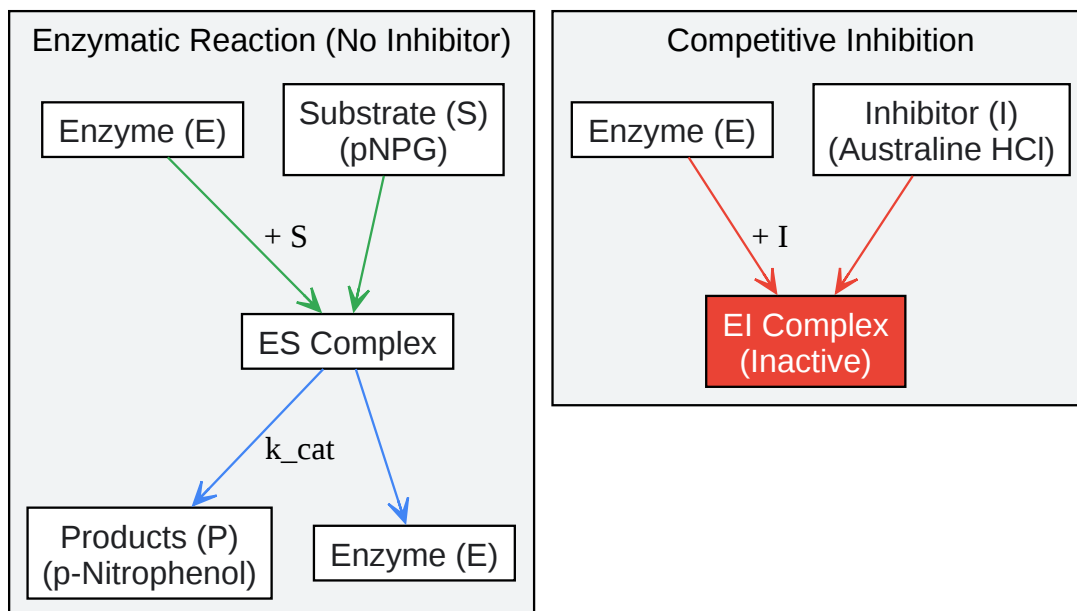 Enzymatic Reaction (No Inhibitor)
Enzyme (E)
Substrate (S)
(pNPG)
+ S
ES Complex
k_cat
Products (P)
(p-Nitrophenol)
Enzyme (E)
Competitive Inhibition
Enzyme (E)
Inhibitor (I)
(Australine HCl)
+ I
EI Complex
(Inactive)